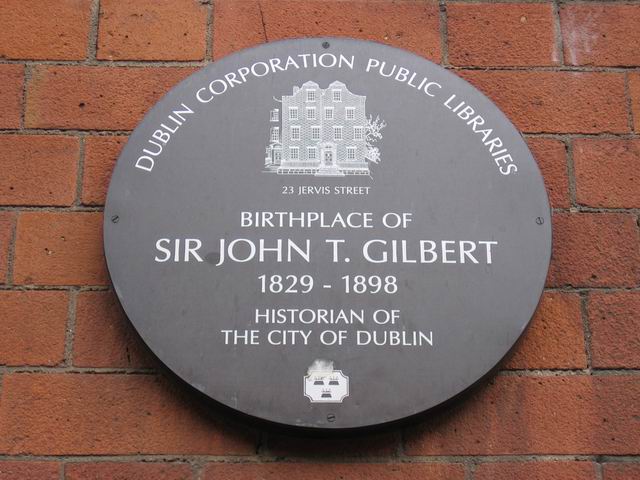 DUBLIN CORPORATION PUBLIC LIBRARIES
23 JERVIS STREET
BIRTHPLACE OF
SIR JOHN T. GILBERT
1829 - 1898
HISTORIAN OF
THE CITY OF DUBLIN